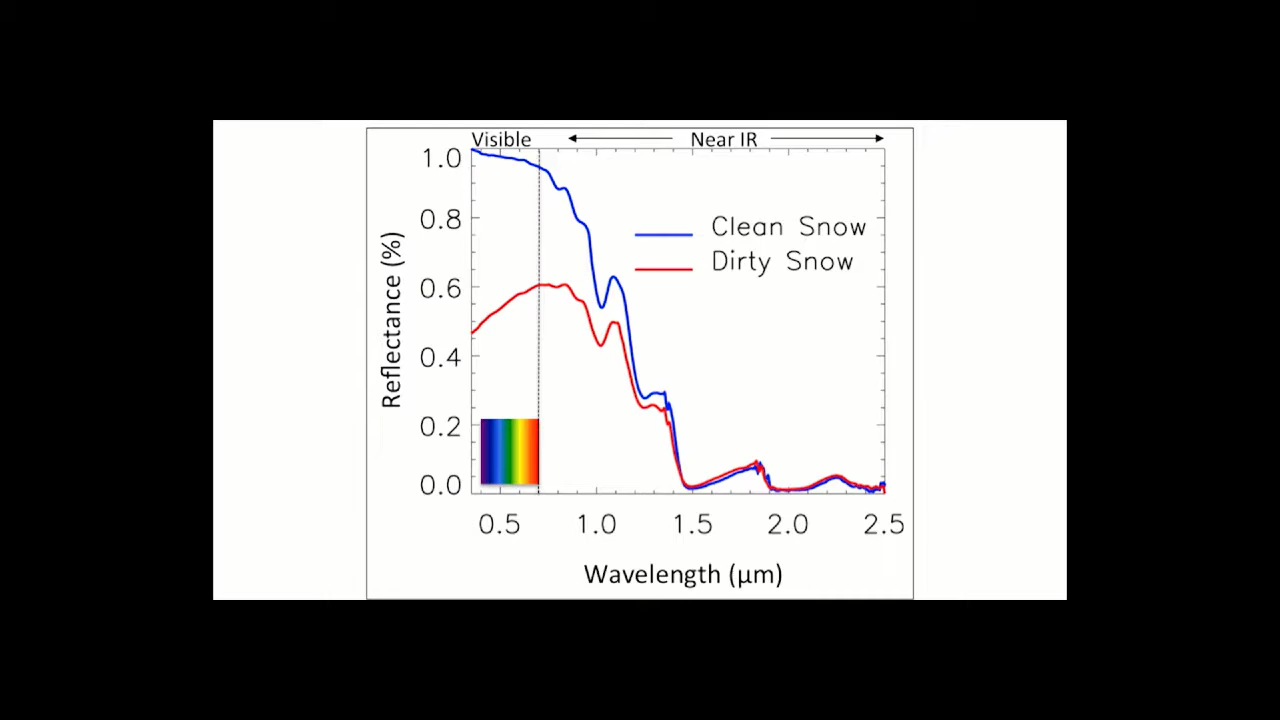 Visible
Near IR
1.0
0.8
0.6
0.4
0.2
0.0
Reflectance (%)
Clean Snow
Dirty Snow
0.5 1.0 1.5 2.0 2.5
Wavelength (μm)